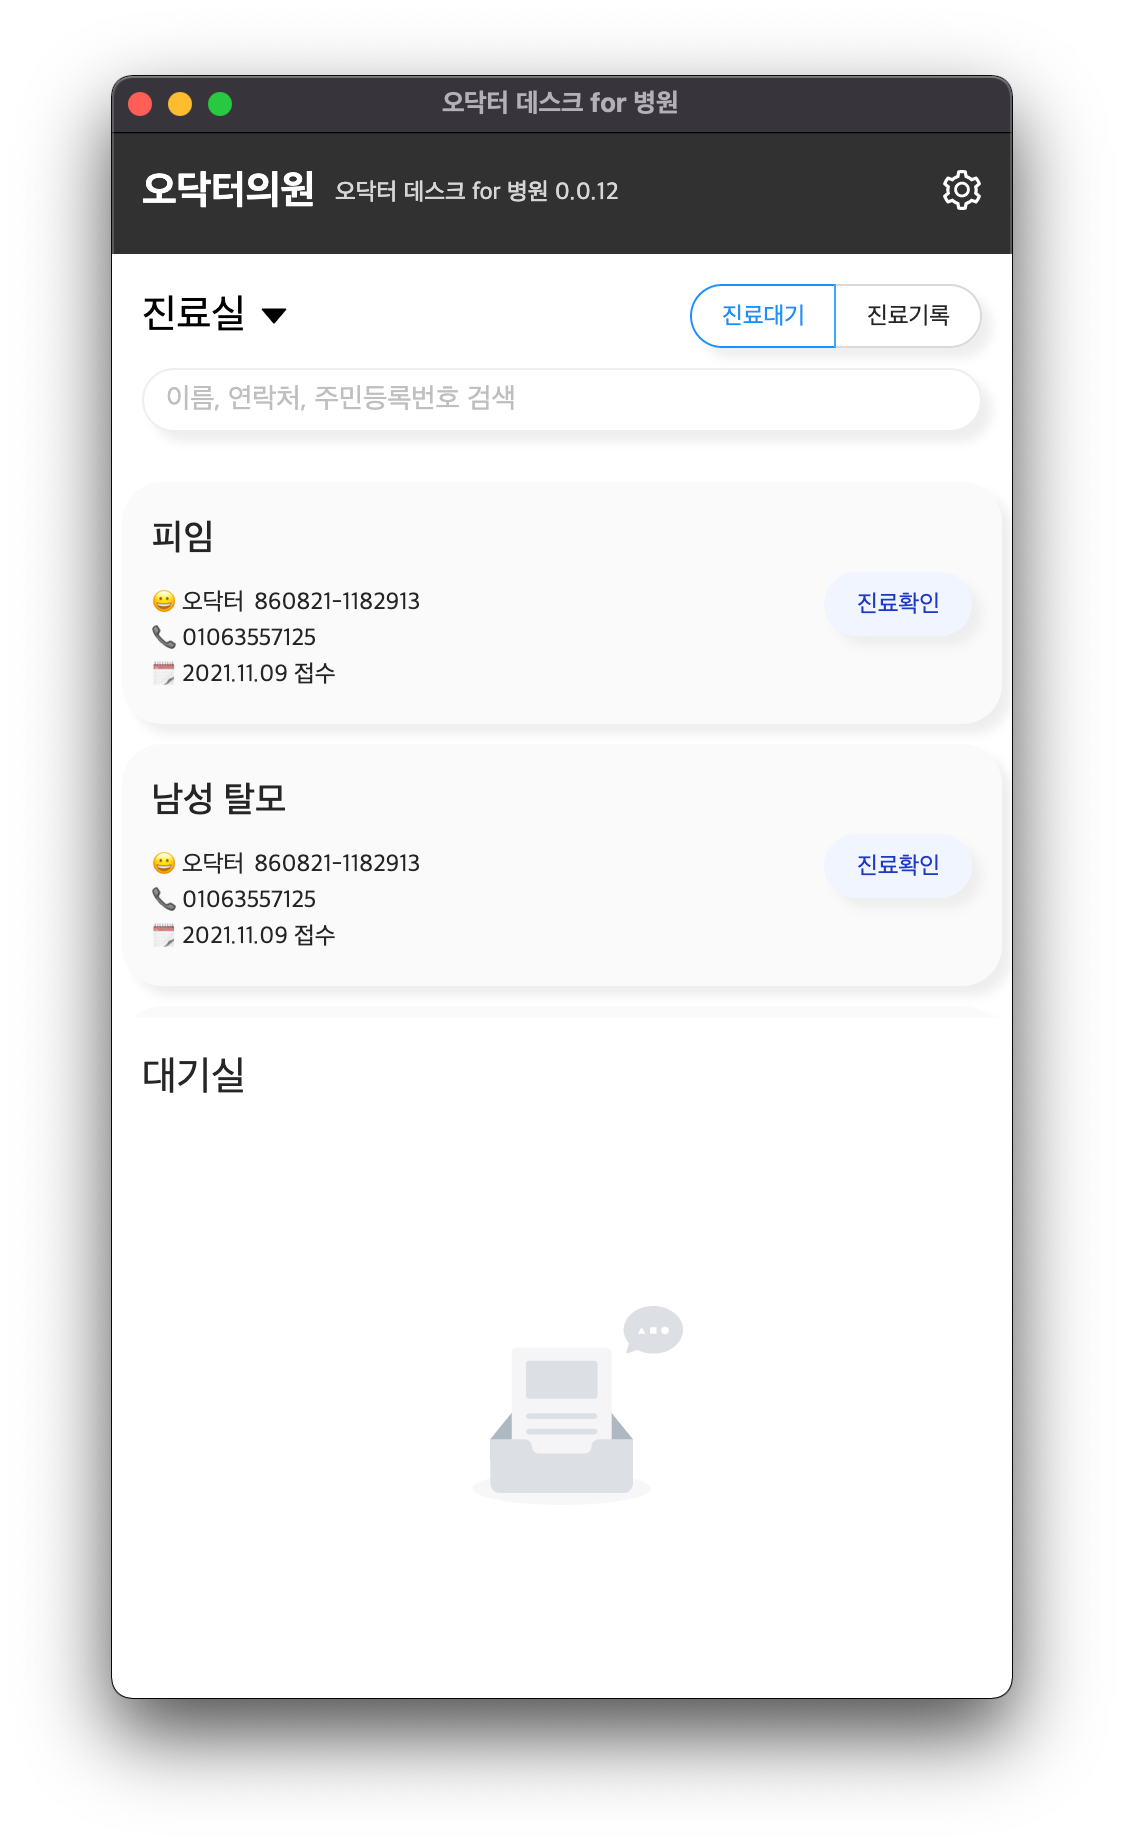 오닥터 데스크 for 병원
오닥터의원 오닥터 데스크 for 병원 0.0.12
진료실 진료대기 진료기록
이름, 연락처, 주민등록번호 검색
피임
오닥터 860821-1182913
진료확인
01063557125
2021.11.09 접수
남성 탈모
오닥터 860821-1182913
진료확인
01063557125
2021.11.09 접수
대기실